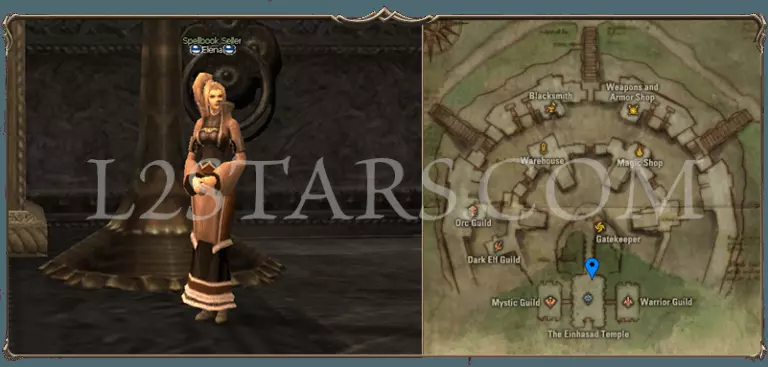 Spellbook Seller
Elena
L2STARS.COM
Blacksmith
Weapons and
Armor Shop
Warehouse
Magic Shop
Orc Guild
Gatekeeper
Dark Elf Guild
Mystic Guild
Warrior Guild
The Einhasad Temple